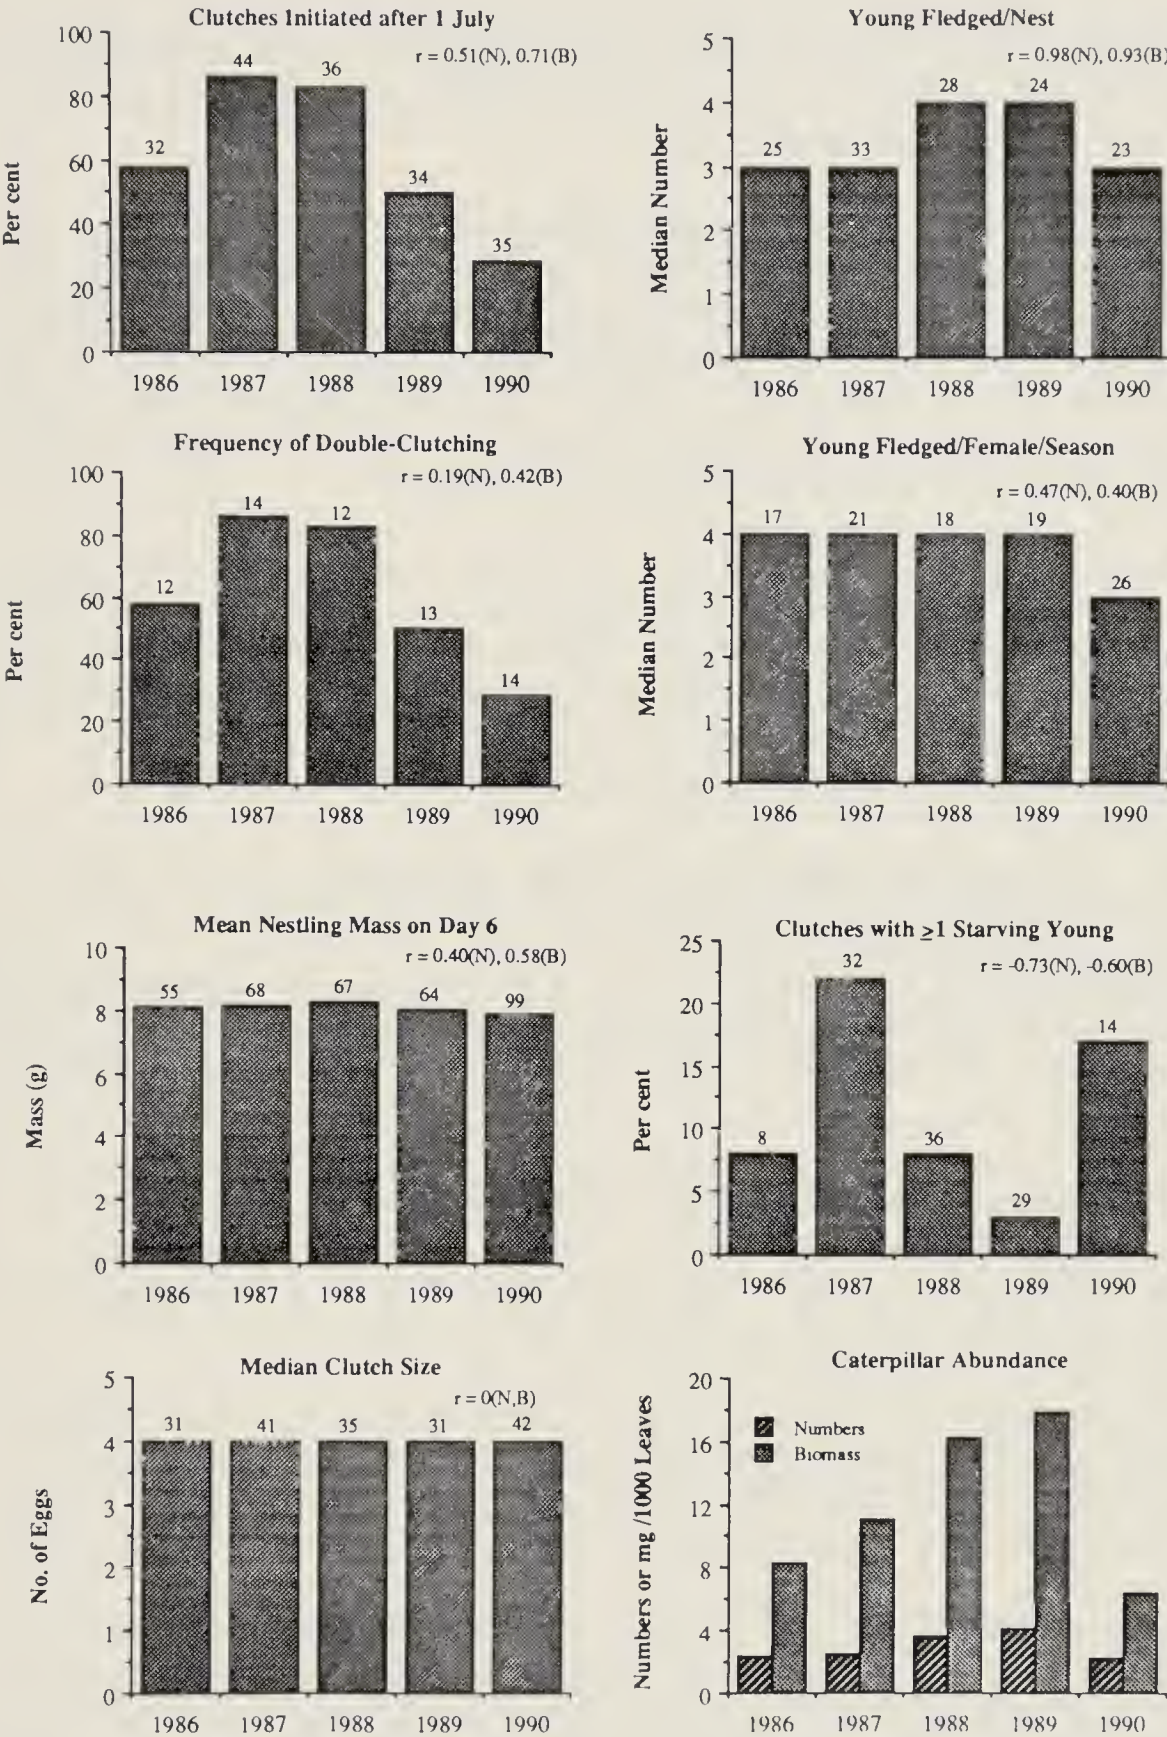 Clutches Initiated after 1 July
r = 0.51(N), 0.71(B)
Per cent
100
80
60
40
20
0
32
44
36
34
35
1986 1987 1988 1989 1990
Young Fledged/Nest
r = 0.98(N), 0.93(B)
Median Number
5
4
3
2
1
0
25
33
28
24
23
1986 1987 1988 1989 1990
Frequency of Double-Clutching
r = 0.19(N), 0.42(B)
Per cent
100
80
60
40
20
0
12
14
12
13
14
1986 1987 1988 1989 1990
Young Fledged/Female/Season
r = 0.47(N), 0.40(B)
Median Number
5
4
3
2
1
0
17
21
18
19
26
1986 1987 1988 1989 1990
Mean Nestling Mass on Day 6
r = 0.40(N), 0.58(B)
Mass (g)
10
8
6
4
2
0
55
68
67
64
99
1986 1987 1988 1989 1990
Clutches with ≥1 Starving Young
r = -0.73(N), -0.60(B)
Per cent
25
20
15
10
5
0
8
32
36
29
14
1986 1987 1988 1989 1990
Median Clutch Size
r = 0(N,B)
No. of Eggs
5
4
3
2
1
0
31
41
35
31
42
1986 1987 1988 1989 1990
Caterpillar Abundance
Numbers or mg /1000 Leaves
20
16
12
8
4
0
Numbers
Biomass
1986 1987 1988 1989 1990